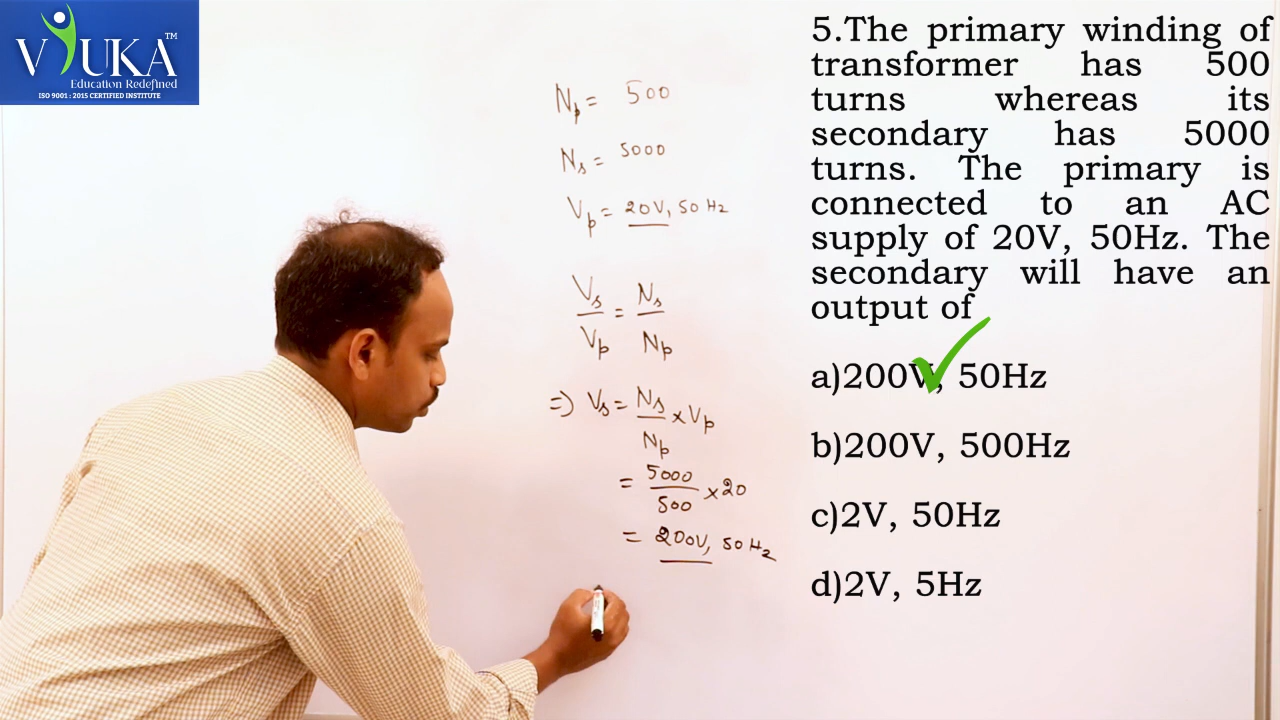 VYUKA™
Education Redefined
ISO 9001 : 2015 CERTIFIED INSTITUTE
Np = 500
Ns = 5000
Vp = 20V, 50 Hz
Vs/Vp = Ns/Np
=) Vs = Ns/Np × Vp
= 5000/500 × 20
= 200V, 50 Hz
5.The primary winding of
transformer has 500
turns whereas its
secondary has 5000
turns. The primary is
connected to an AC
supply of 20V, 50Hz. The
secondary will have an
output of
a)200V, 50Hz
b)200V, 500Hz
c)2V, 50Hz
d)2V, 5Hz